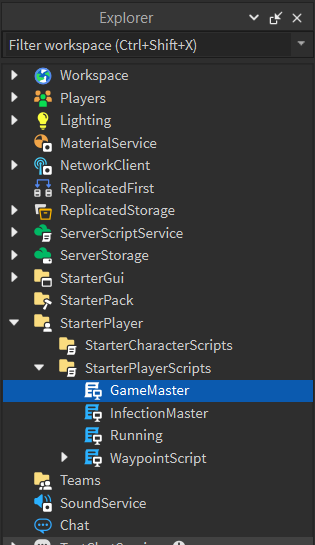 Explorer
Filter workspace (Ctrl+Shift+X)
Workspace
Players
Lighting
MaterialService
NetworkClient
ReplicatedFirst
ReplicatedStorage
ServerScriptService
ServerStorage
StarterGui
StarterPack
StarterPlayer
StarterCharacterScripts
StarterPlayerScripts
GameMaster
InfectionMaster
Running
WaypointScript
Teams
SoundService
Chat